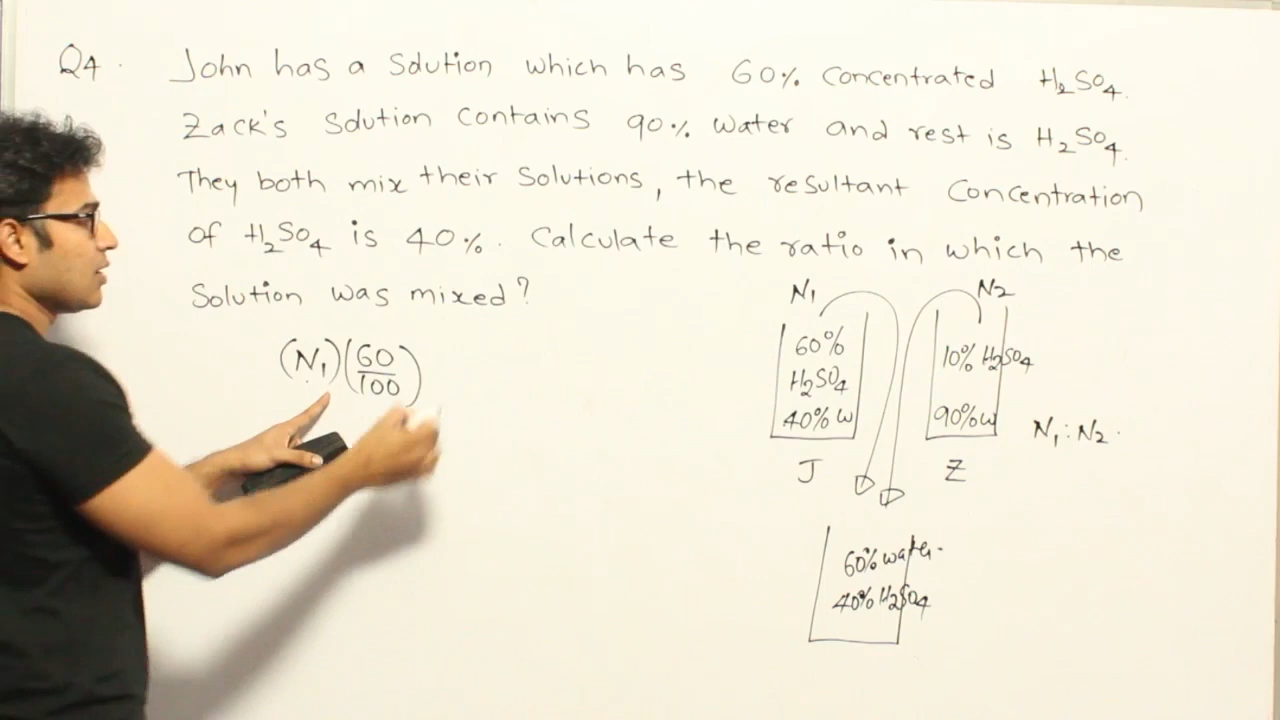 Q4. John has a solution which has 60% concentrated H₂SO₄.
Zack's solution contains 90% water and rest is H₂SO₄.
They both mix their solutions, the resultant concentration
of H₂SO₄ is 40%. Calculate the ratio in which the
solution was mixed?
(N₁)(60/100)
N₁
60%
H₂SO₄
40% W
J
N₂
10% H₂SO₄
90% W
Z
N₁ : N₂.
60% water.
40% H₂SO₄